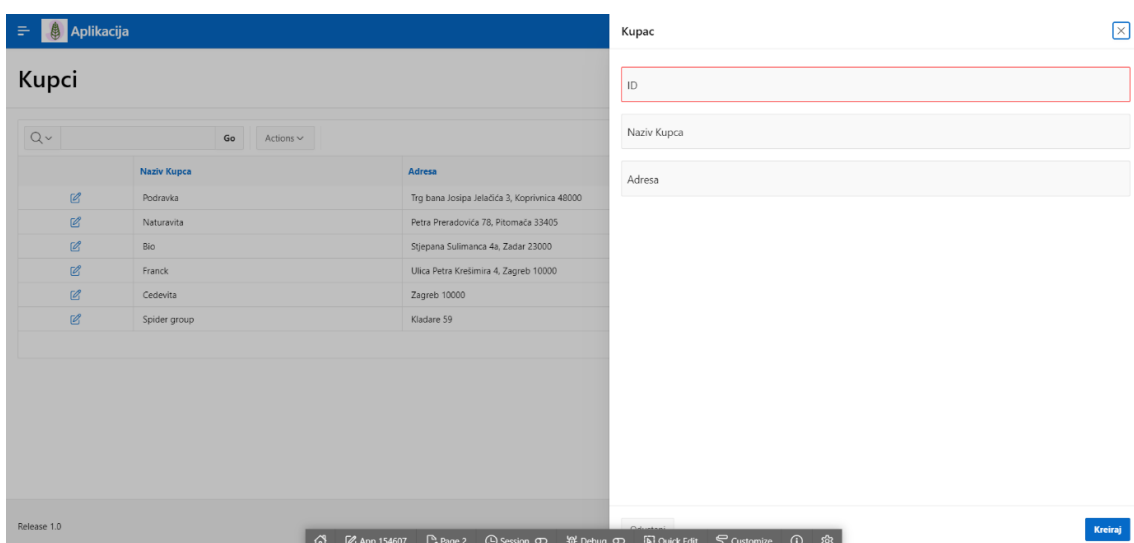 Aplikacija
Kupci
Go Actions
Naziv Kupca Adresa
Podravka Trg bana Josipa Jelačića 3, Koprivnica 48000
Naturavita Petra Preradovića 78, Pitomača 33405
Bio Stjepana Sulimanca 4a, Zadar 23000
Franck Ulica Petra Krešimira 4, Zagreb 10000
Cedevita Zagreb 10000
Spider group Kladare 59
Release 1.0
Kupac
ID
Naziv Kupca
Adresa
Odustani Kreiraj
App 154607 Page 2 Session Debug Quick Edit Customize